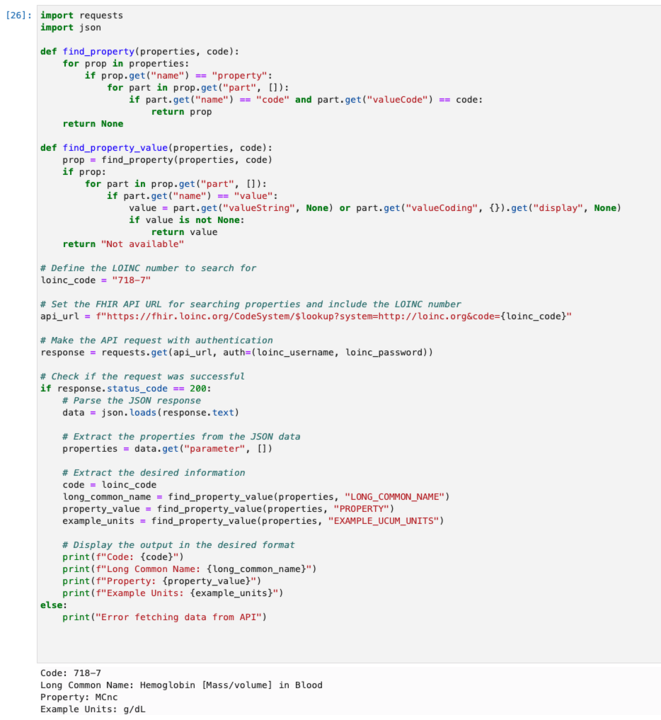 [26]: import requests
import json
def find_property(properties, code):
for prop in properties:
if prop.get("name") == "property":
for part in prop.get("part", []):
if part.get("name") == "code" and part.get("valueCode") == code:
return prop
return None
def find_property_value(properties, code):
prop = find_property(properties, code)
if prop:
for part in prop.get("part", []):
if part.get("name") == "value":
value = part.get("valueString", None) or part.get("valueCoding", {}).get("display", None)
if value is not None:
return value
return "Not available"
# Define the LOINC number to search for
loinc_code = "718-7"
# Set the FHIR API URL for searching properties and include the LOINC number
api_url = f"https://fhir.loinc.org/CodeSystem/$lookup?system=http://loinc.org&code={loinc_code}"
# Make the API request with authentication
response = requests.get(api_url, auth=(loinc_username, loinc_password))
# Check if the request was successful
if response.status_code == 200:
# Parse the JSON response
data = json.loads(response.text)
# Extract the properties from the JSON data
properties = data.get("parameter", [])
# Extract the desired information
code = loinc_code
long_common_name = find_property_value(properties, "LONG_COMMON_NAME")
property_value = find_property_value(properties, "PROPERTY")
example_units = find_property_value(properties, "EXAMPLE_UCUM_UNITS")
# Display the output in the desired format
print(f"Code: {code}")
print(f"Long Common Name: {long_common_name}")
print(f"Property: {property_value}")
print(f"Example Units: {example_units}")
else:
print("Error fetching data from API")
Code: 718-7
Long Common Name: Hemoglobin [Mass/volume] in Blood
Property: MCnc
Example Units: g/dL